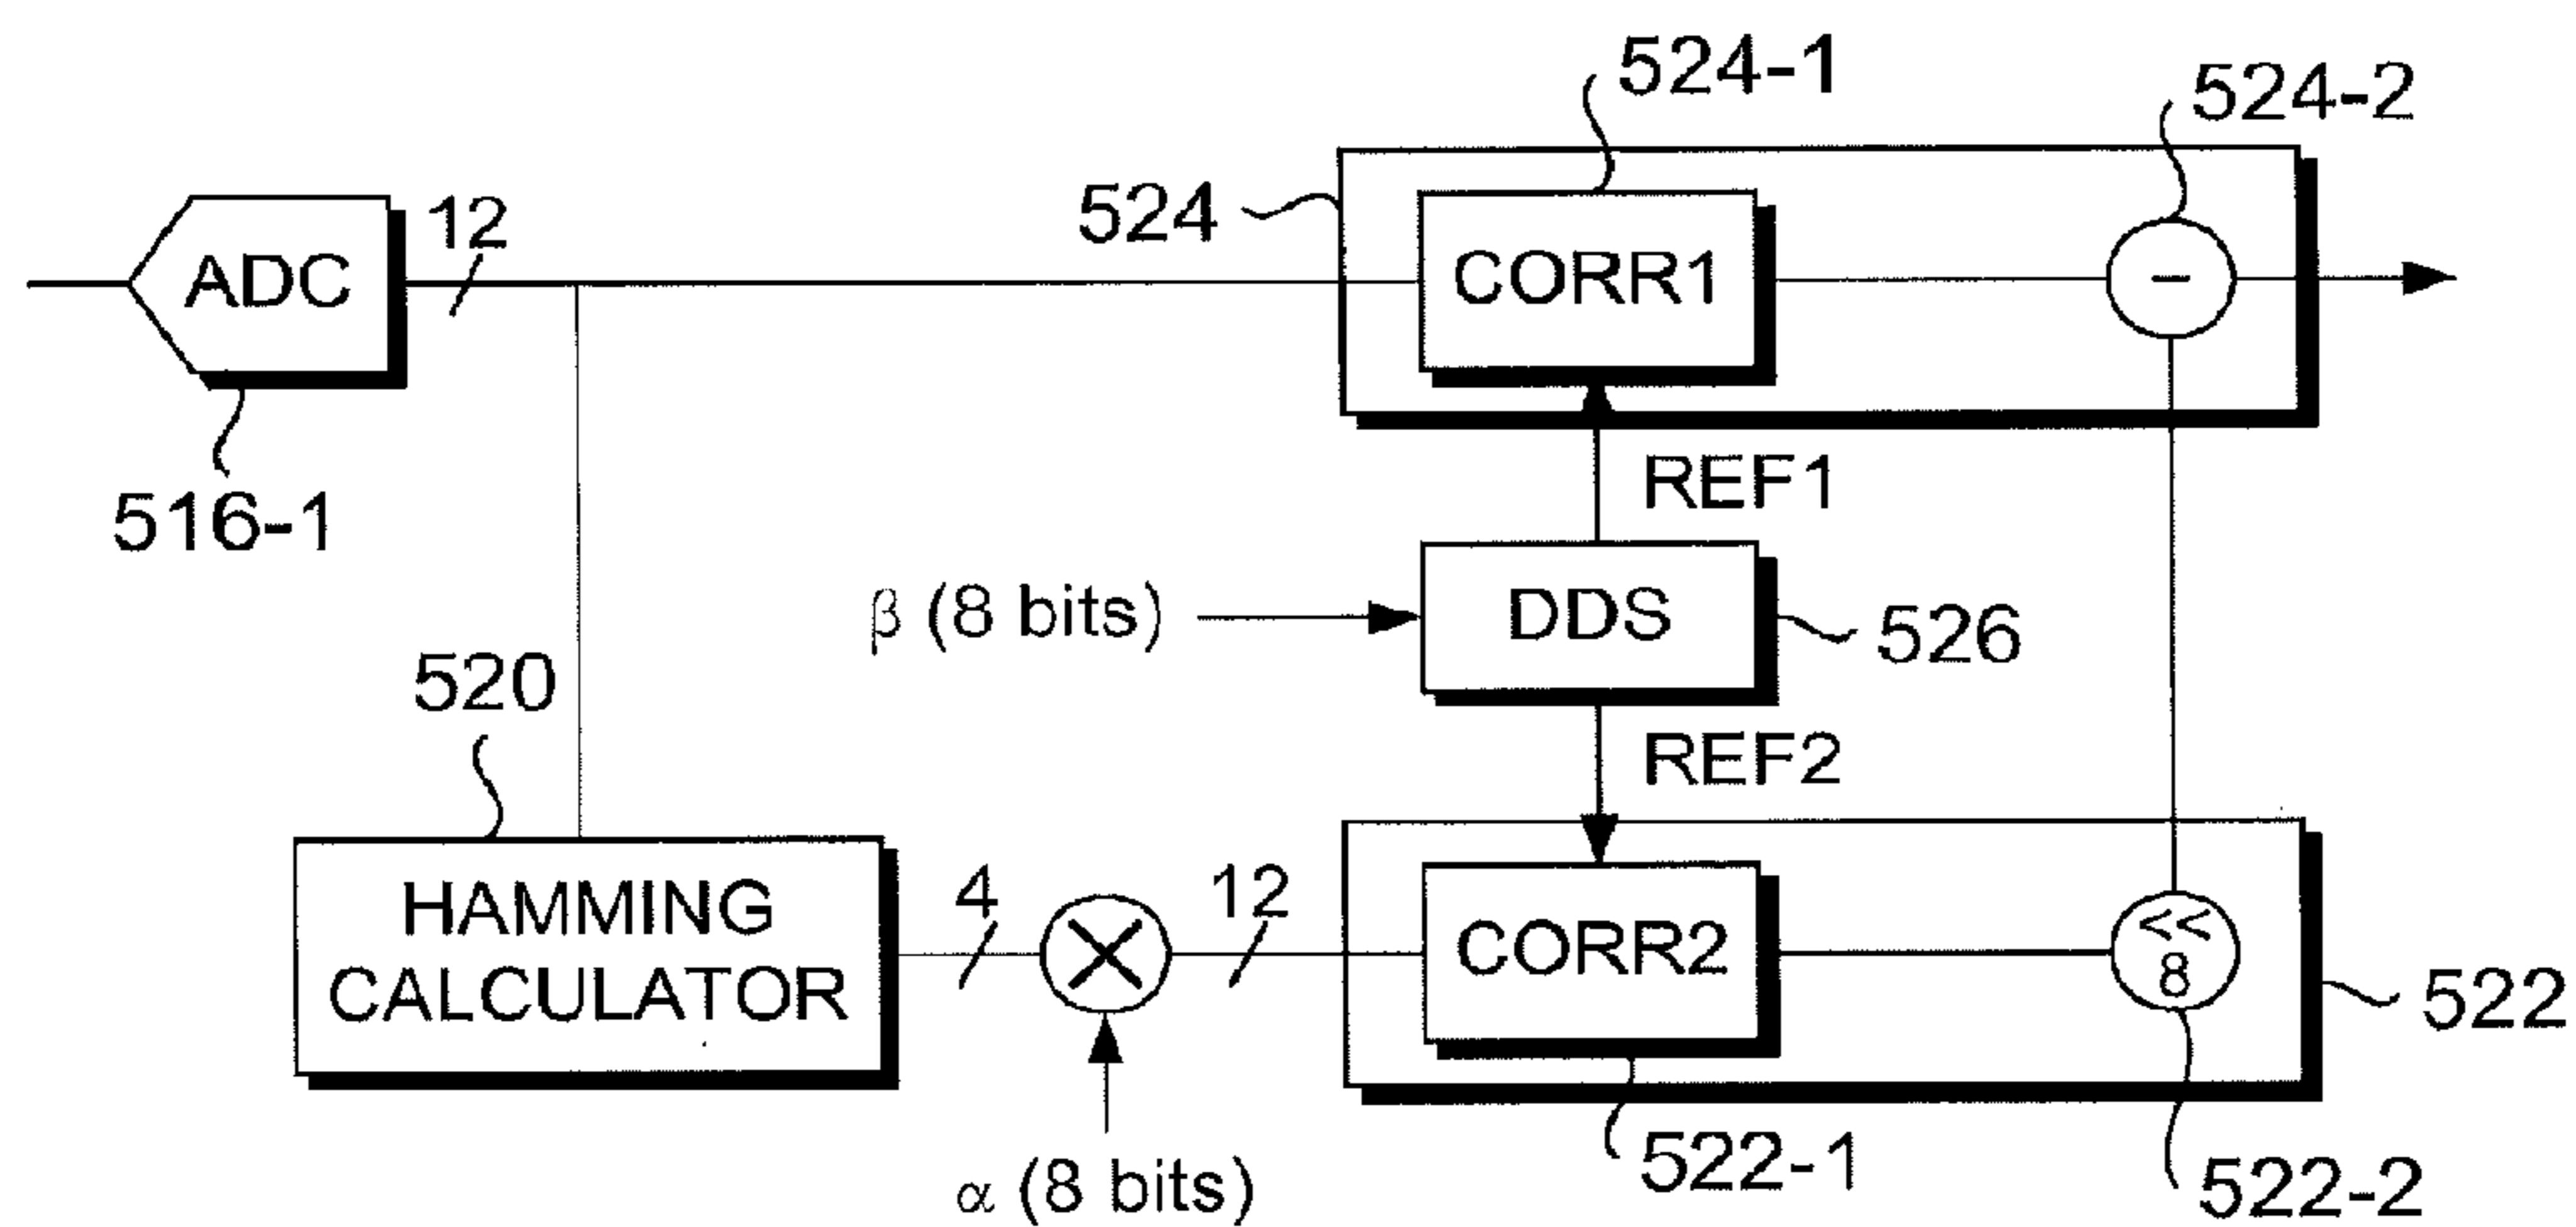 524-1
524-2
12
524
ADC
CORR1
-
516-1
REF1
β (8 bits)
DDS
526
520
REF2
HAMMING
CALCULATOR
4
12
CORR2
<<
8
522
α (8 bits)
522-1
522-2